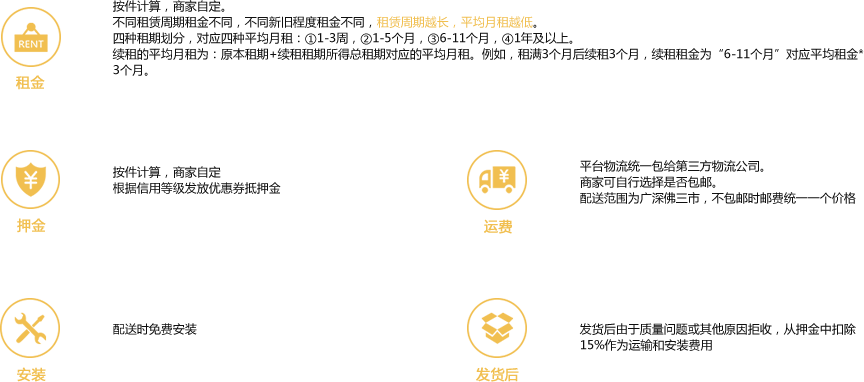 按件计算，商家自定。
不同租赁周期租金不同，不同新旧程度租金不同，租赁周期越长，平均月租越低。
四种租期划分，对应四种平均月租：①1-3周，②1-5个月，③6-11个月，④1年及以上。
续租的平均月租为：原本租期+续租租期所得总租期对应的平均月租。例如，租满3个月后续租3个月，续租租金为“6-11个月”对应平均租金*
3个月。
RENT
租金
按件计算，商家自定
根据信用等级发放优惠券抵押金
¥
押金
平台物流统一包给第三方物流公司。
商家可自行选择是否包邮。
配送范围为广深佛三市，不包邮时邮费统一一个价格
¥
运费
配送时免费安装
安装
发货后由于质量问题或其他原因拒收，从押金中扣除
15%作为运输和安装费用
发货后